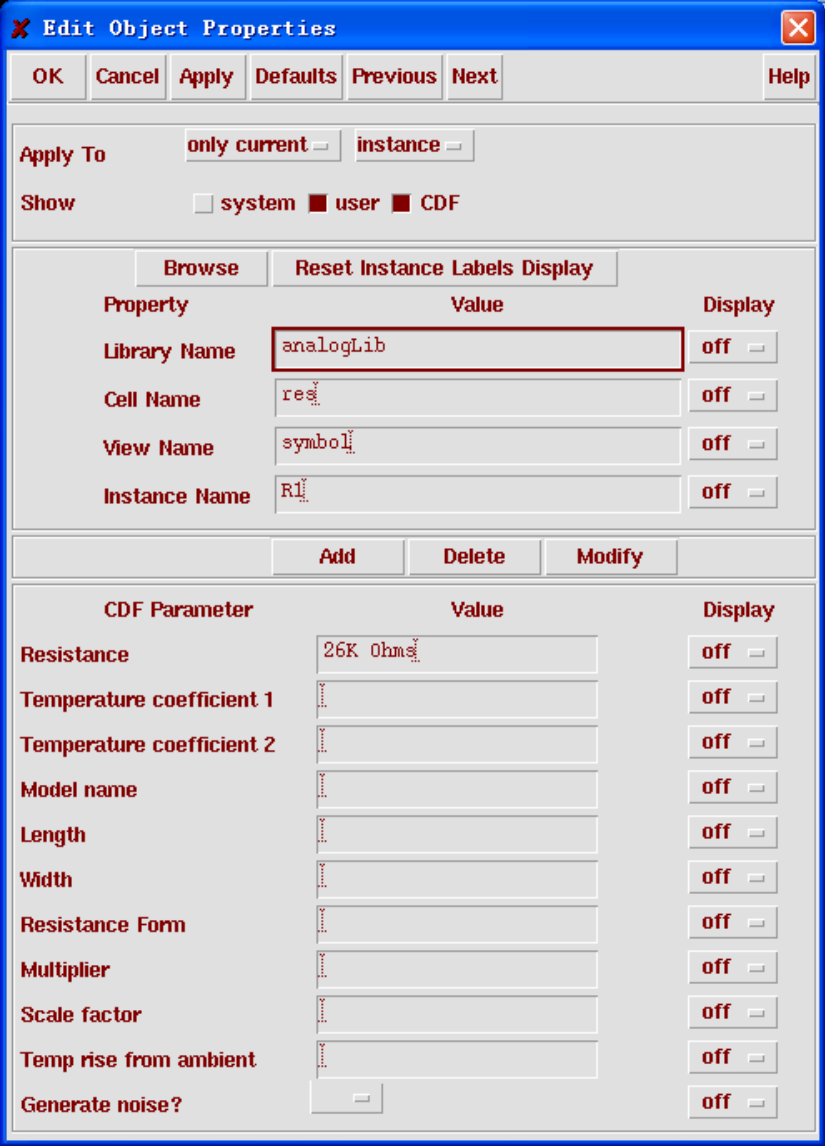 Edit Object Properties
OK Cancel Apply Defaults Previous Next Help
Apply To only current instance
Show system user CDF
Browse Reset Instance Labels Display
Property Value Display
Library Name analogLib off
Cell Name res off
View Name symbol off
Instance Name R1 off
Add Delete Modify
CDF Parameter Value Display
Resistance 26K Ohms off
Temperature coefficient 1 off
Temperature coefficient 2 off
Model name off
Length off
Width off
Resistance Form off
Multiplier off
Scale factor off
Temp rise from ambient off
Generate noise? off